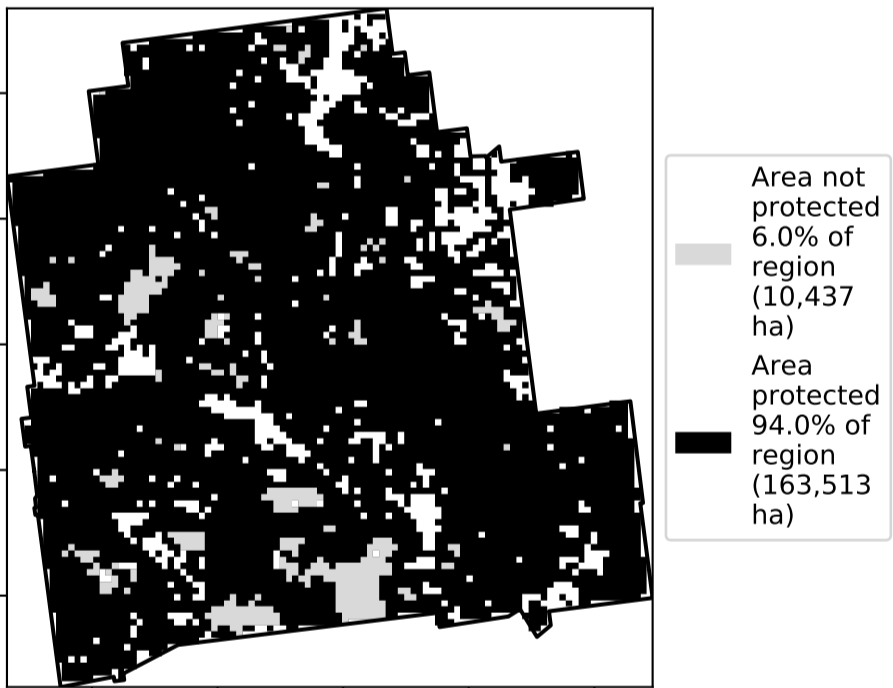 Area not
protected
6.0% of
region
(10,437
ha)
Area
protected
94.0% of
region
(163,513
ha)